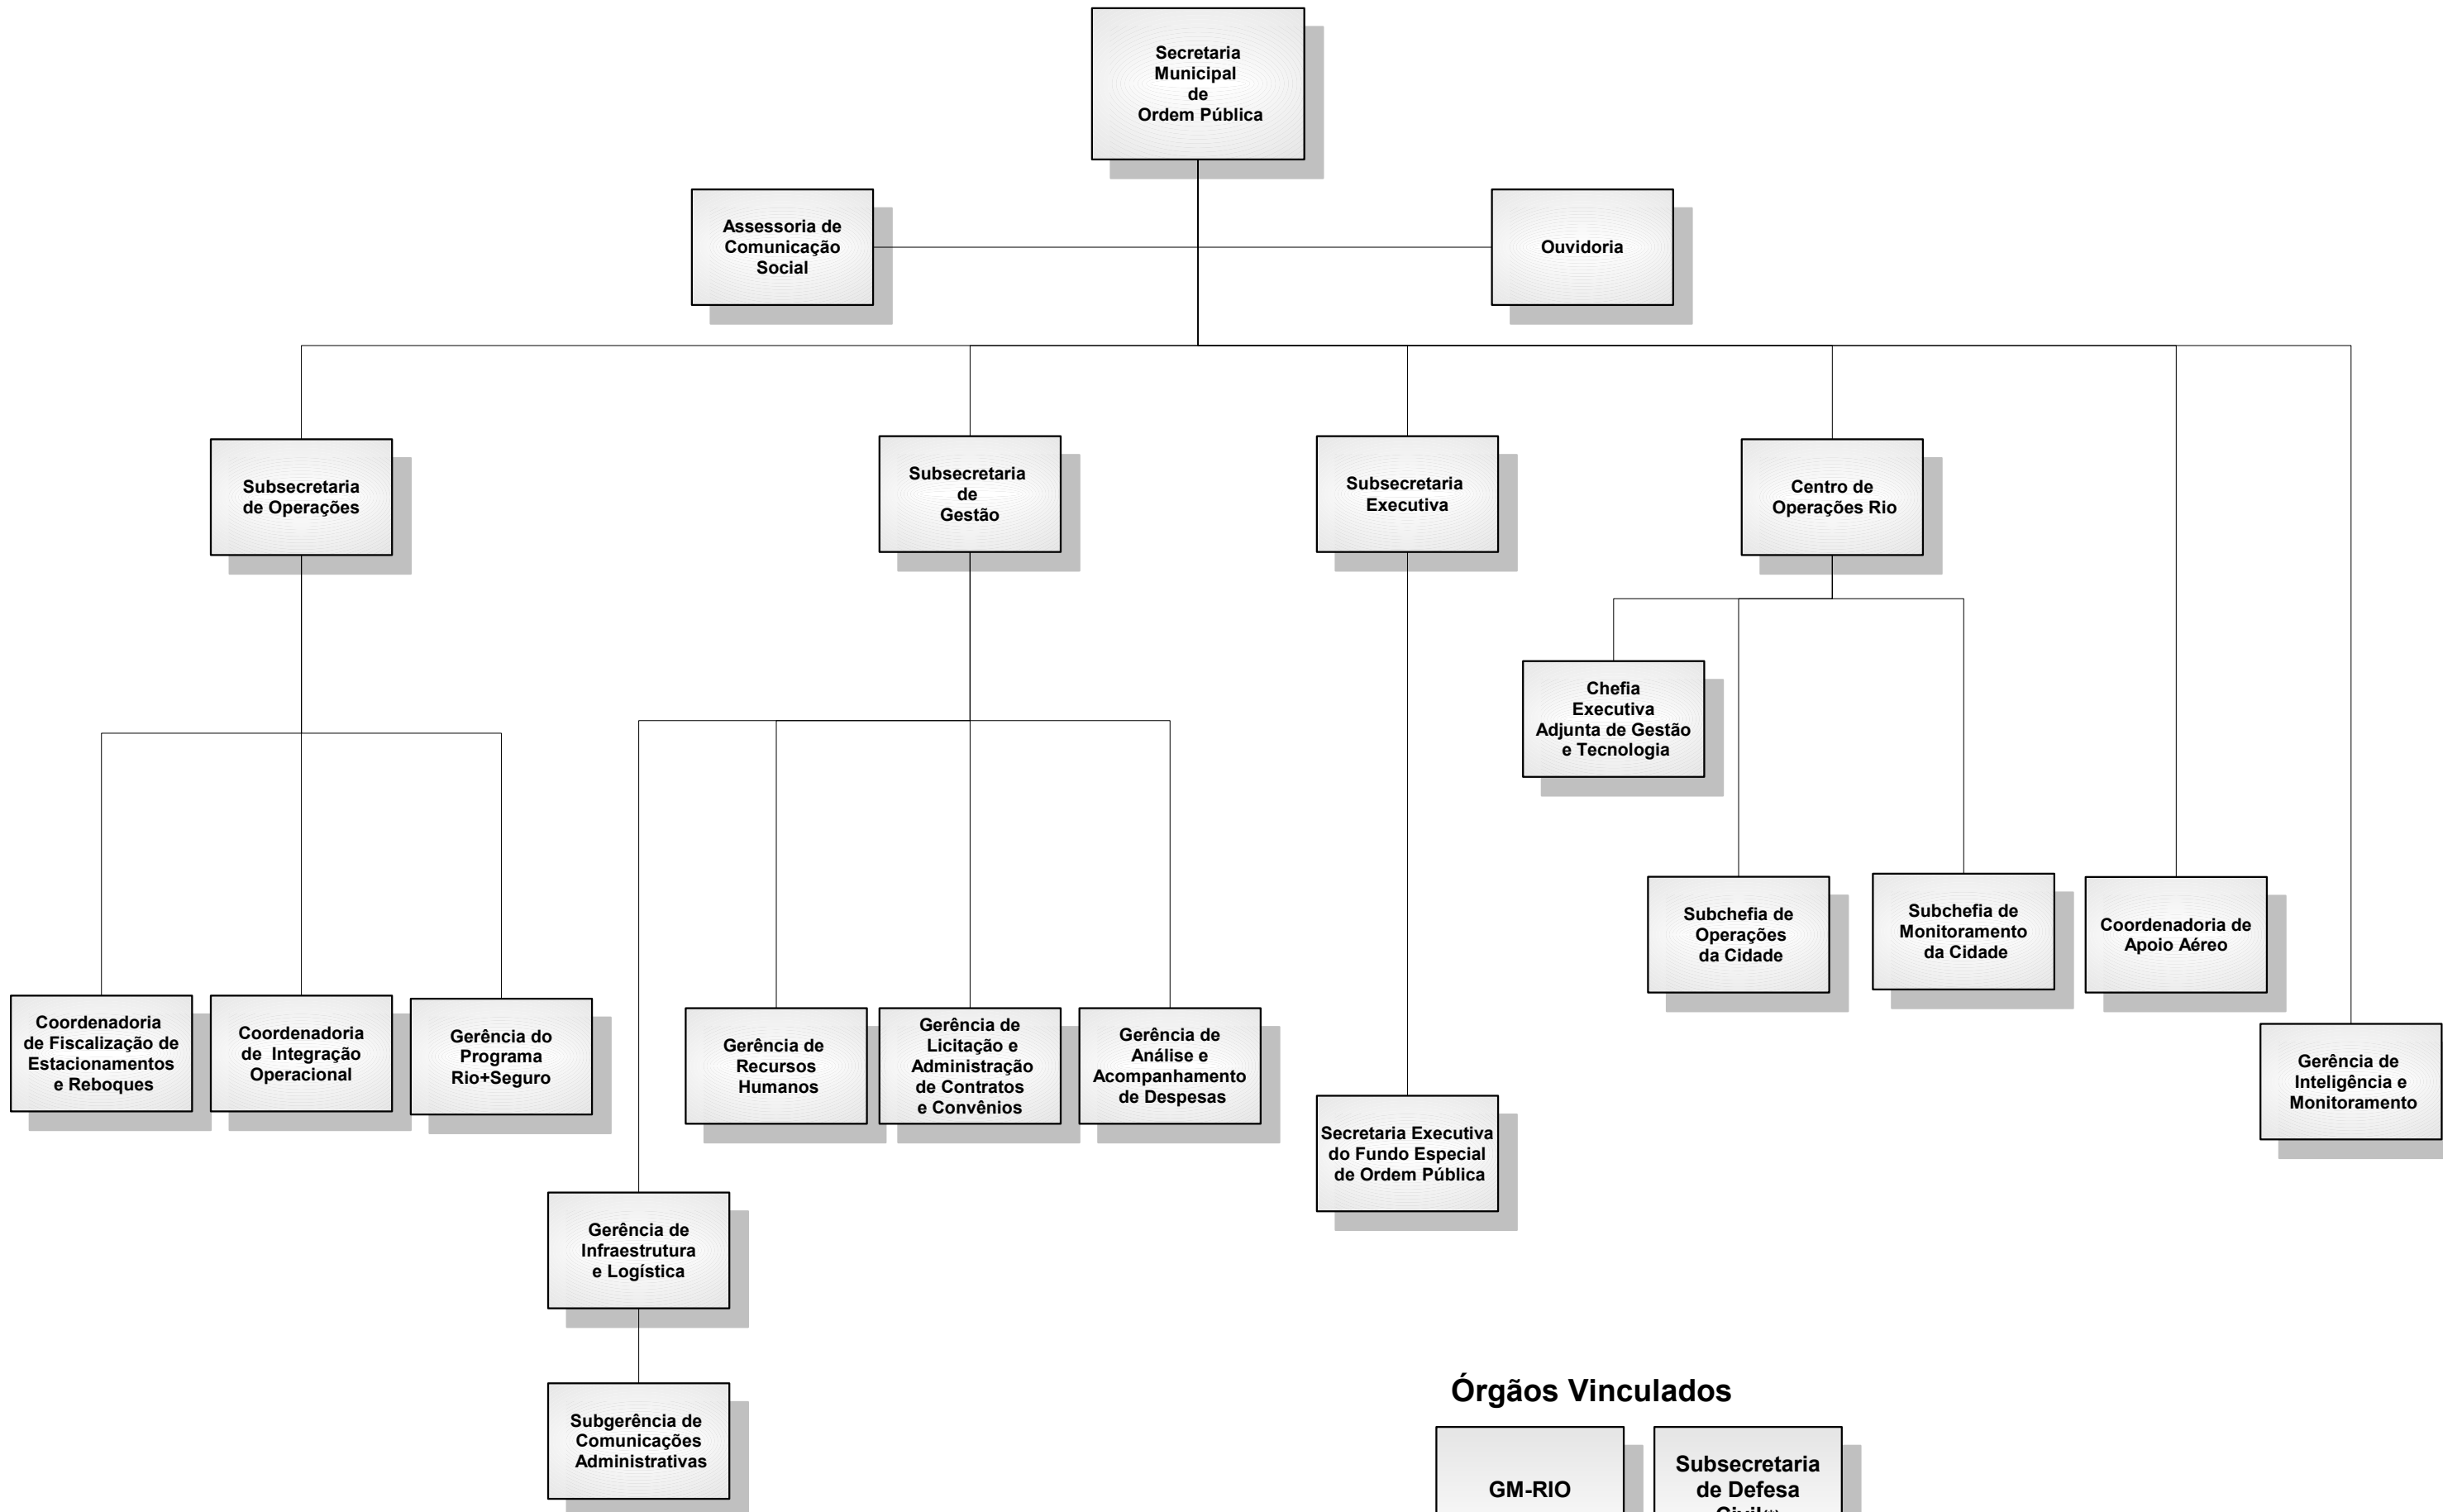 Secretaria
Municipal
de
Ordem Pública
Assessoria de
Comunicação
Social
Ouvidoria
Subsecretaria
de Operações
Subsecretaria
de
Gestão
Subsecretaria
Executiva
Centro de
Operações Rio
Chefia
Executiva
Adjunta de Gestão
e Tecnologia
Subchefia de
Operações
da Cidade
Subchefia de
Monitoramento
da Cidade
Coordenadoria de
Apoio Aéreo
Coordenadoria
de Fiscalização de
Estacionamentos
e Reboques
Coordenadoria
de Integração
Operacional
Gerência do
Programa
Rio+Seguro
Gerência de
Recursos
Humanos
Gerência de
Licitação e
Administração
de Contratos
e Convênios
Gerência de
Análise e
Acompanhamento
de Despesas
Gerência de
Inteligência e
Monitoramento
Secretaria Executiva
do Fundo Especial
de Ordem Pública
Gerência de
Infraestrutura
e Logística
Subgerência de
Comunicações
Administrativas
Órgãos Vinculados
GM-RIO
Subsecretaria
de Defesa
Civil